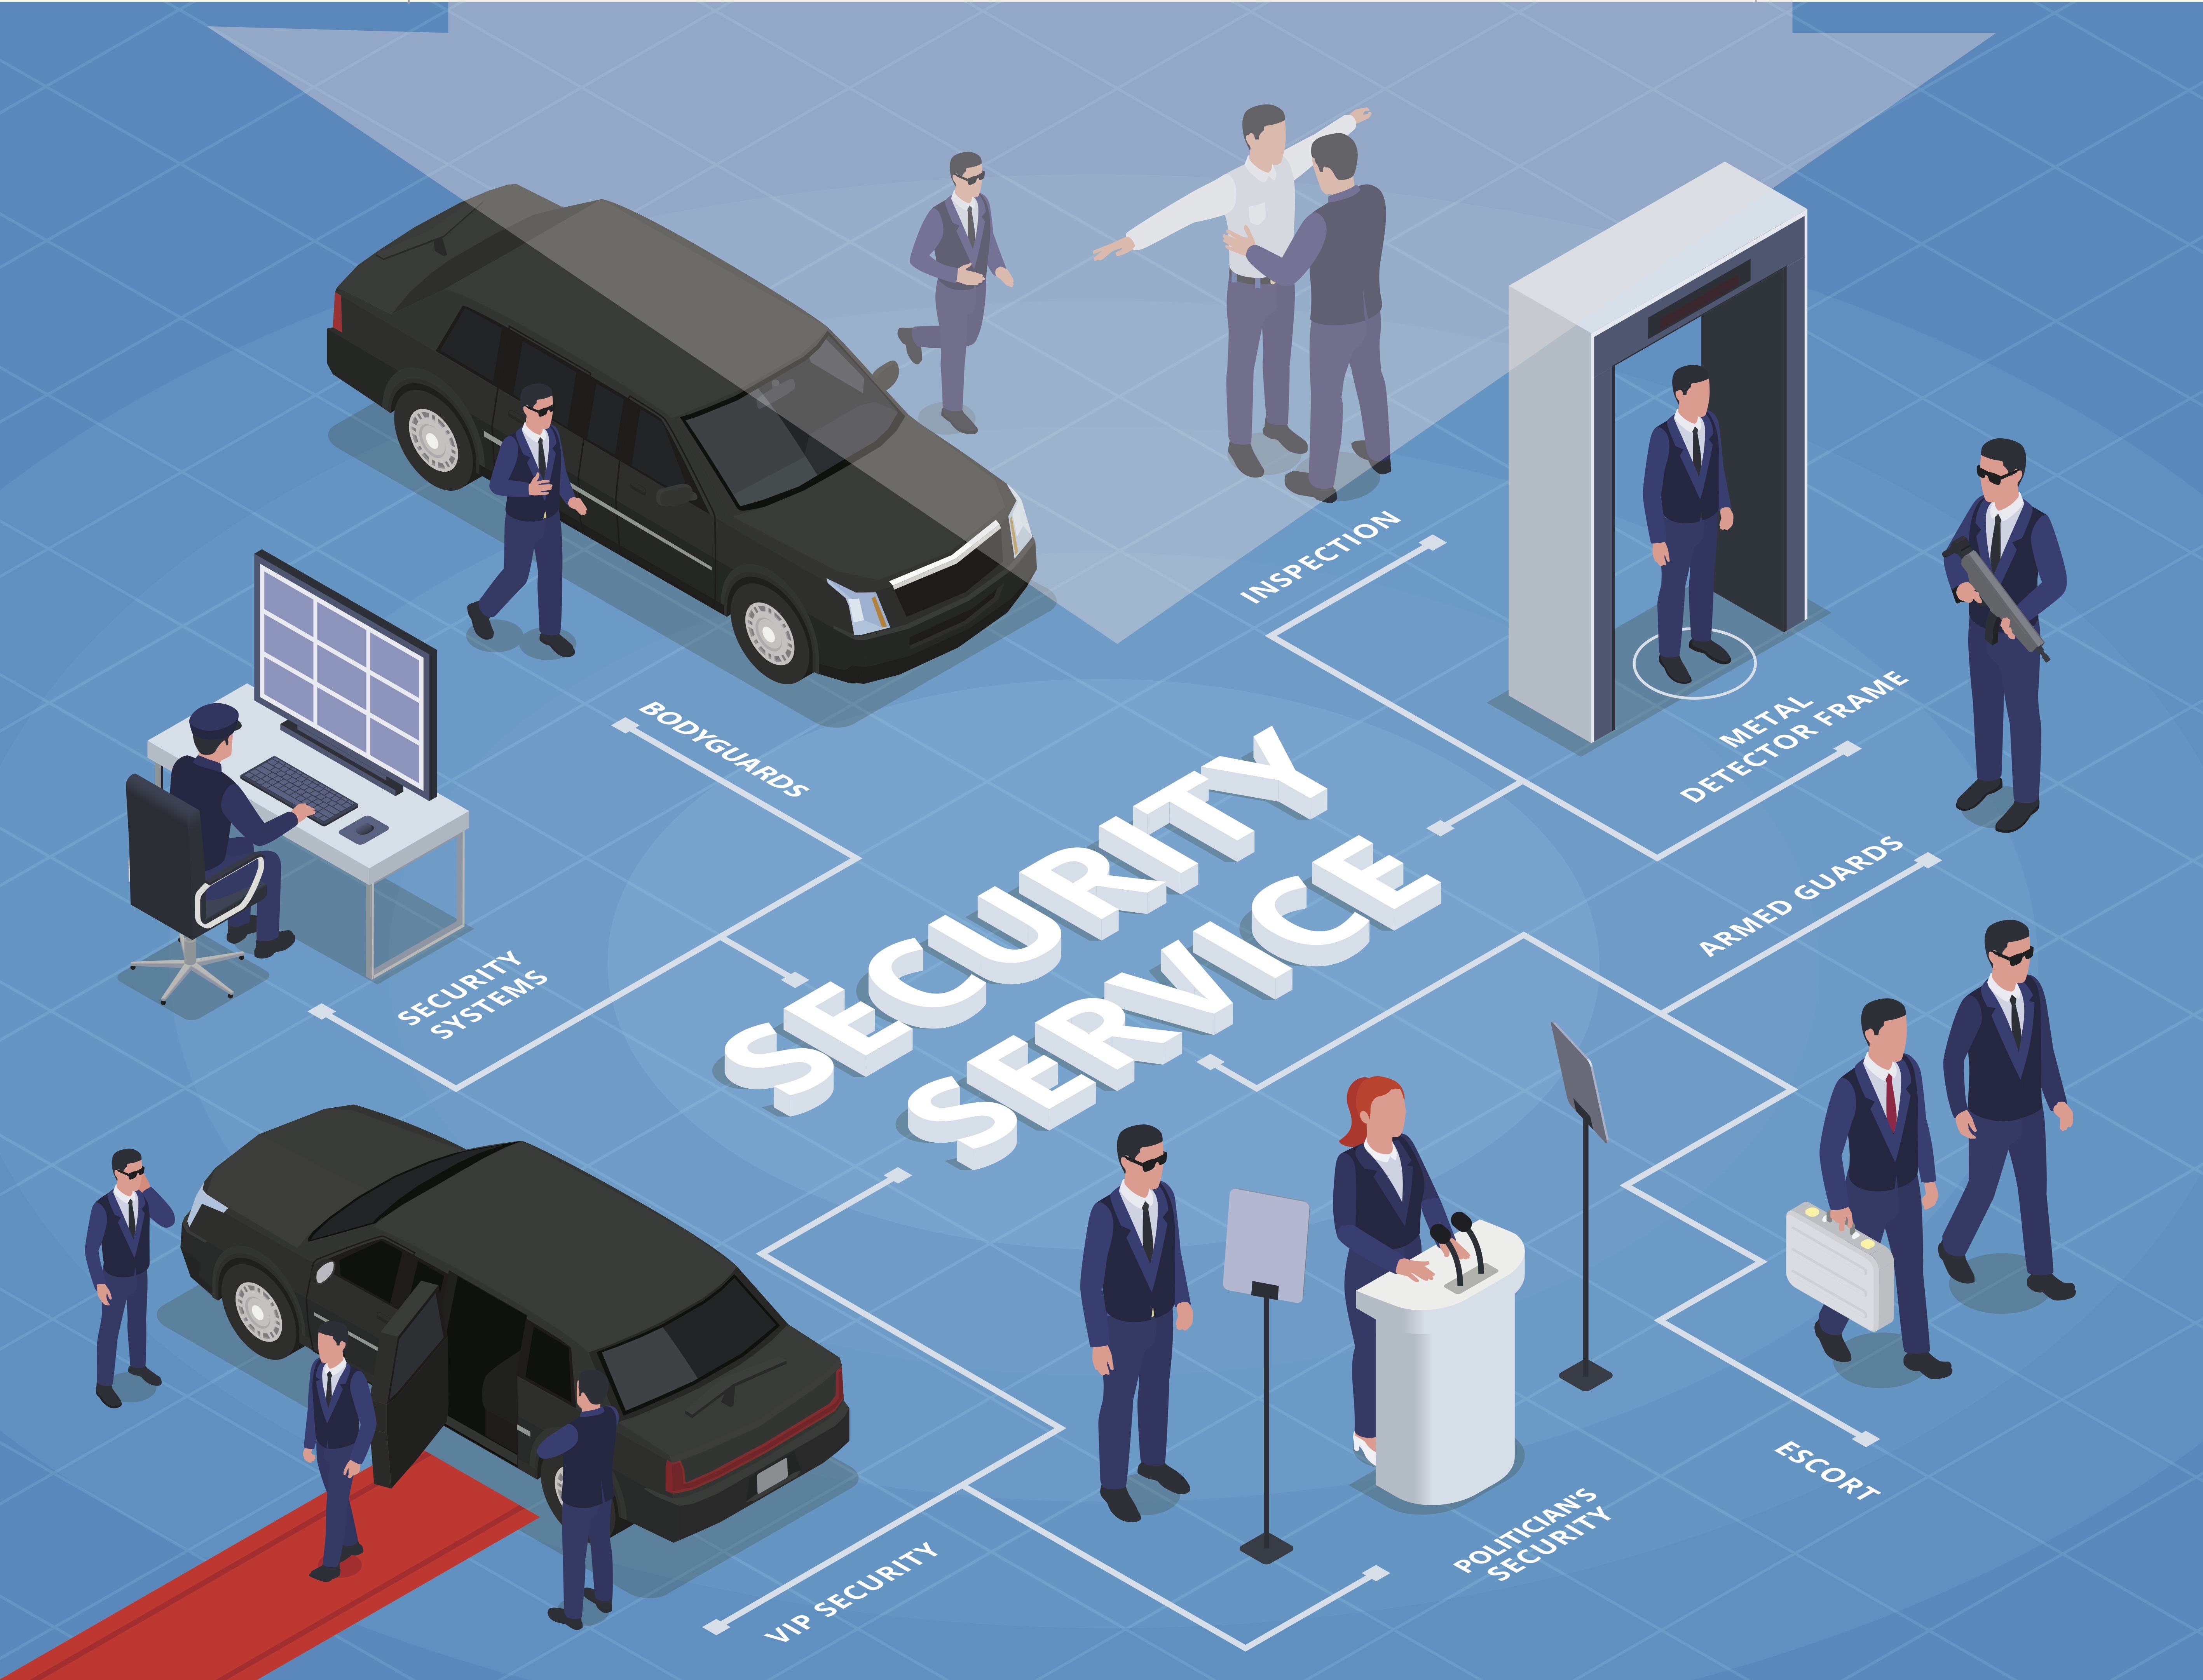 INSPECTION
METAL
DETECTOR FRAME
BODYGUARDS
SECURITY
SERVICE
ARMED GUARDS
SECURITY
SYSTEMS
ESCORT
POLITICIAN'S
SECURITY
VIP SECURITY